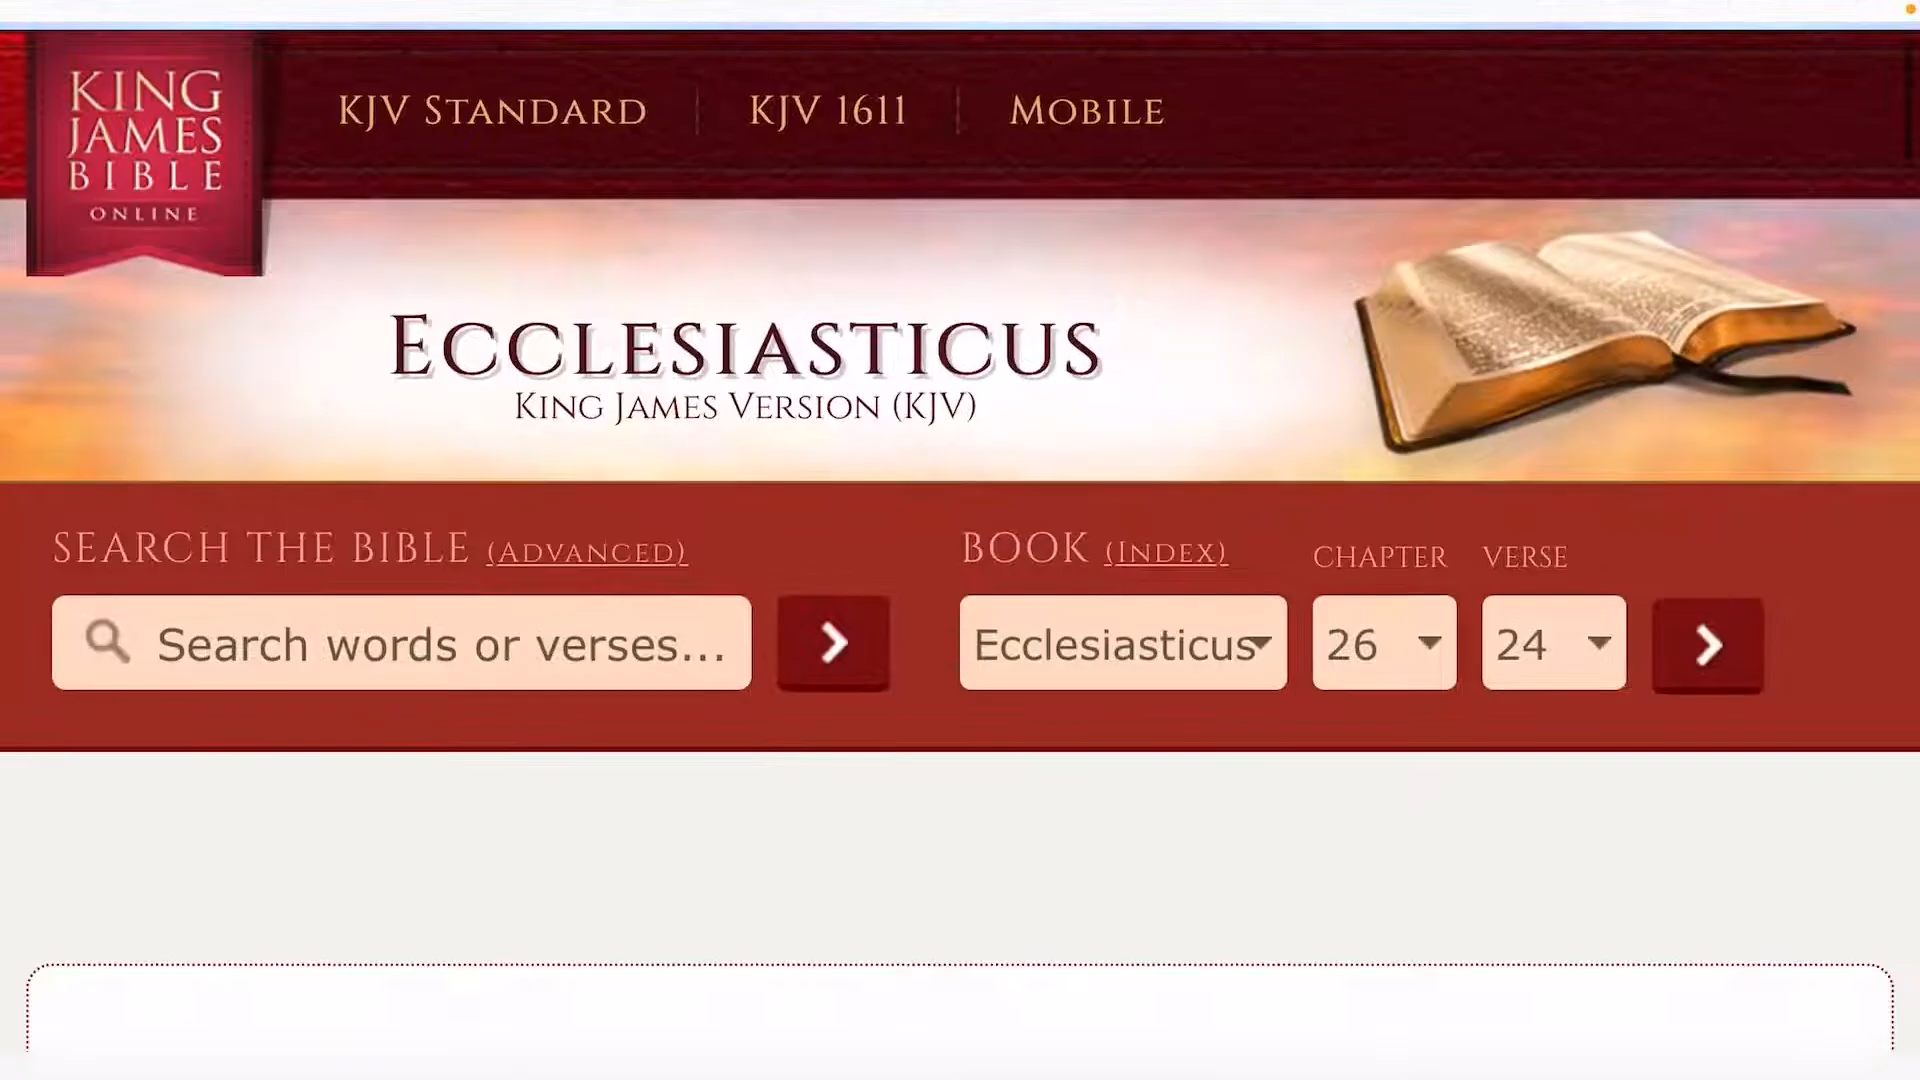 KING
JAMES
BIBLE
ONLINE
KJV Standard
KJV 1611
Mobile
Ecclesiasticus
King James Version (KJV)
SEARCH THE BIBLE (Advanced)
BOOK (Index)
CHAPTER
VERSE
Search words or verses...
Ecclesiasticus
26
24